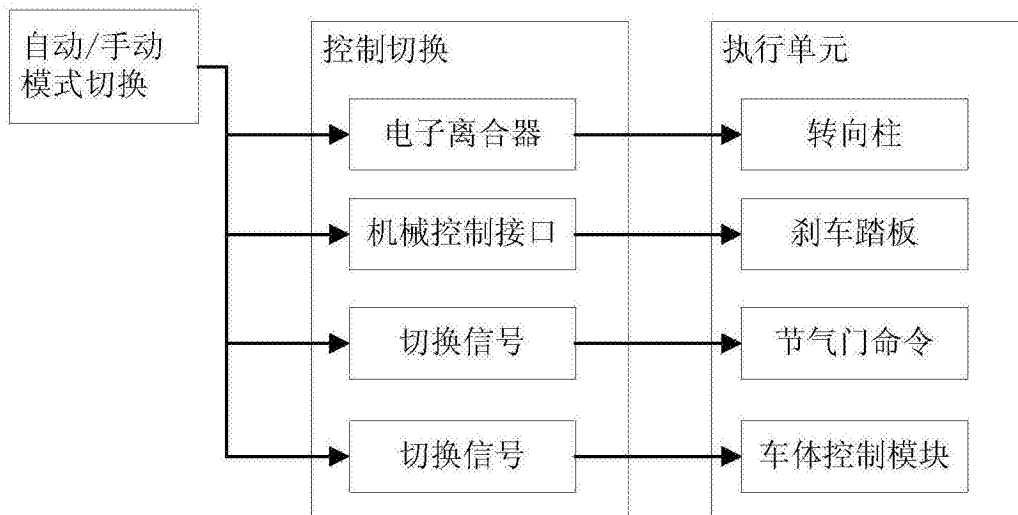 自动/手动
模式切换
控制切换
执行单元
电子离合器
转向柱
机械控制接口
刹车踏板
切换信号
节气门命令
切换信号
车体控制模块